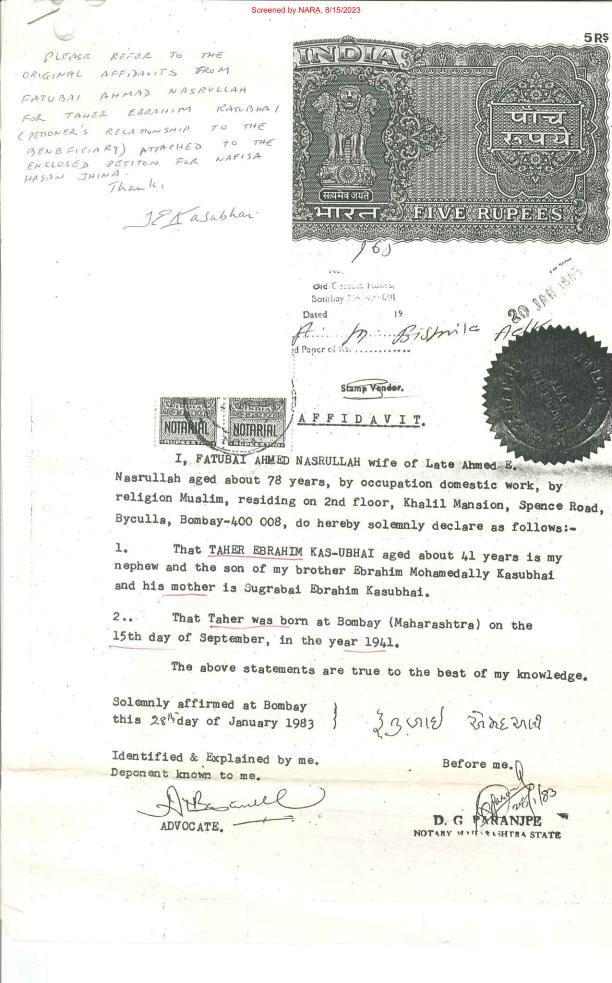 Screened by NARA, 8/15/2023
PLEASE REFER TO THE
ORIGINAL AFFIDAVITS FROM
FATUBAI AHMAD NASRULLAH
FOR TAHER EBRAHIM KASUBHAI
(PETIONER'S RELATIONSHIP TO THE
BENEFICIARY) ATTACHED TO THE
ENCLOSED PETITON FOR NAFISA
HASAN JHINA.
Thanks,
TEKasubhai
5 RS
INDIA
पाँच
रुपये
सत्यमेव जयते
भारत FIVE RUPEES
Old Custom House,
Bombay No. 400-001
Dated 19
A. M. Bismila
d Paper of Rs.
20 JAN 1983
Stamp Vendor.
NOTARIAL NOTARIAL
AFFIDAVIT.
I, FATUBAI AHMED NASRULLAH wife of Late Ahmed E.
Nasrullah aged about 78 years, by occupation domestic work, by
religion Muslim, residing on 2nd floor, Khalil Mansion, Spence Road,
Byculla, Bombay-400 008, do hereby solemnly declare as follows:-
1. That TAHER EBRAHIM KAS-UBHAI aged about 41 years is my
nephew and the son of my brother Ebrahim Mohamedally Kasubhai
and his mother is Sugrabai Ebrahim Kasubhai.
2.. That Taher was born at Bombay (Maharashtra) on the
15th day of September, in the year 1941.
The above statements are true to the best of my knowledge.
Solemnly affirmed at Bombay
this 28th day of January 1983
Identified & Explained by me.
Deponent known to me.
Before me.
28/1/83
ADVOCATE.
D. G PARANJPE
NOTARY MAHARASHTRA STATE